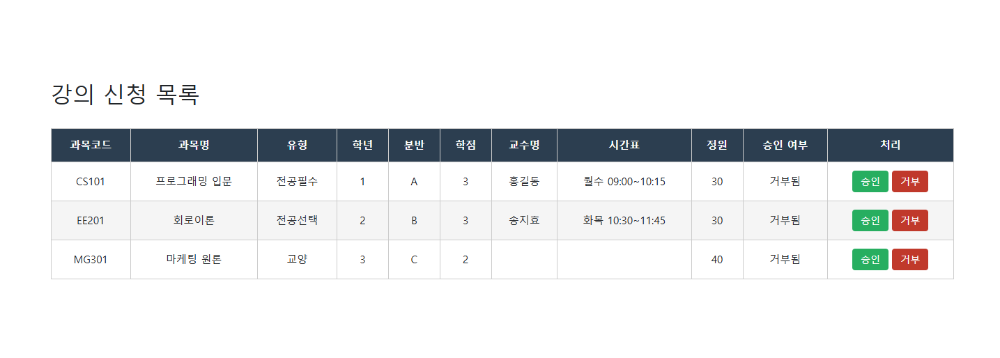 강의 신청 목록
과목코드 과목명 유형 학년 분반 학점 교수명 시간표 정원 승인 여부 처리
CS101 프로그래밍 입문 전공필수 1 A 3 홍길동 월수 09:00~10:15 30 거부됨 승인 거부
EE201 회로이론 전공선택 2 B 3 송지효 화목 10:30~11:45 30 거부됨 승인 거부
MG301 마케팅 원론 교양 3 C 2 40 거부됨 승인 거부